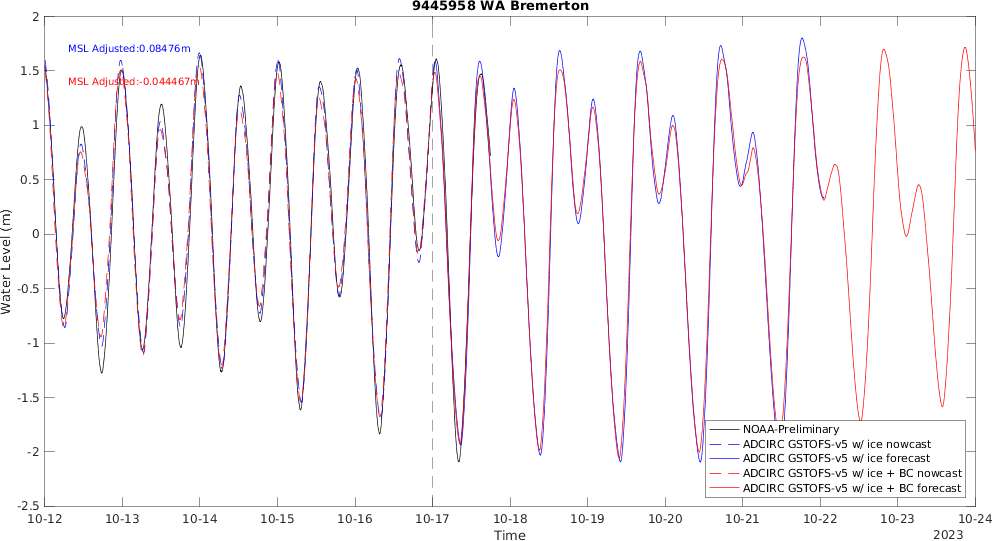 9445958 WA Bremerton
MSL Adjusted:0.08476m
MSL Adjusted:-0.044467m
Water Level (m)
2
1.5
1
0.5
0
-0.5
-1
-1.5
-2
-2.5
NOAA-Preliminary
ADCIRC GSTOFS-v5 w/ ice nowcast
ADCIRC GSTOFS-v5 w/ ice forecast
ADCIRC GSTOFS-v5 w/ ice + BC nowcast
ADCIRC GSTOFS-v5 w/ ice + BC forecast
10-12 10-13 10-14 10-15 10-16 10-17 10-18 10-19 10-20 10-21 10-22 10-23 10-24
Time
2023